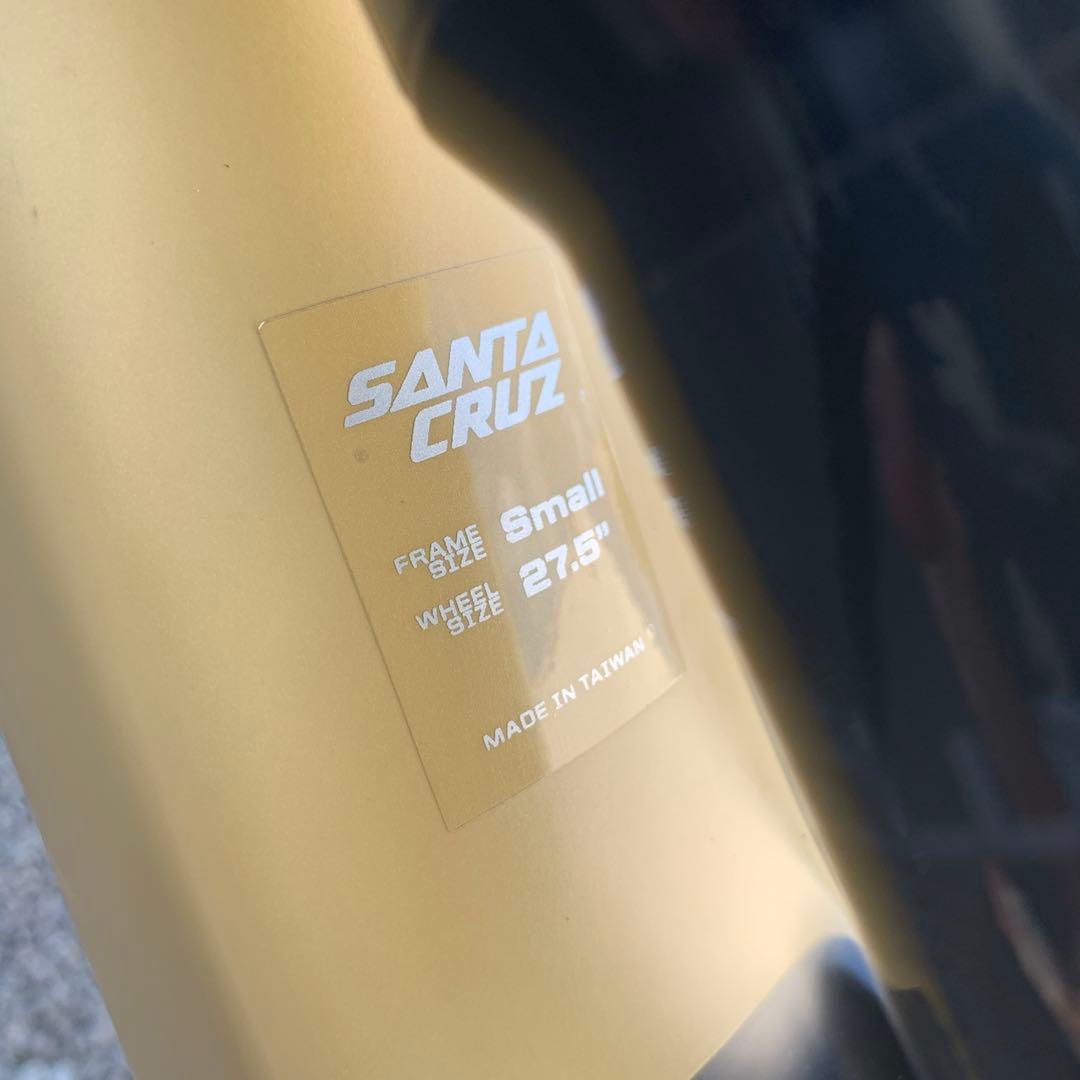 SANTA
CRUZ
FRAME SIZE Small
WHEEL SIZE 27.5”
MADE IN TAIWAN